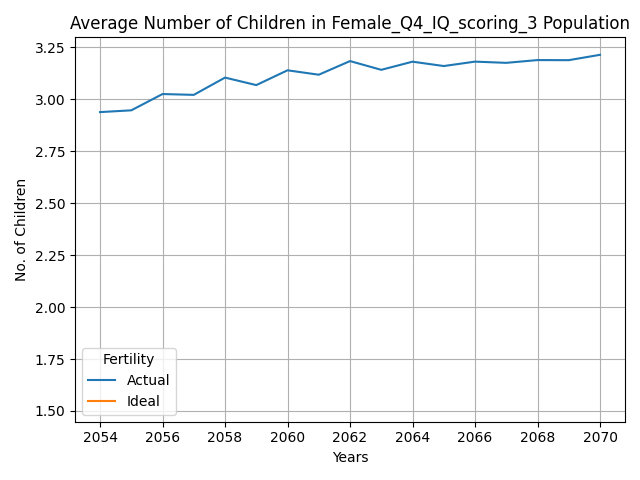 Average Number of Children in Female_Q4_IQ_scoring_3 Population
No. of Children
3.25
3.00
2.75
2.50
2.25
2.00
1.75
1.50
Fertility
Actual
Ideal
2054 2056 2058 2060 2062 2064 2066 2068 2070
Years